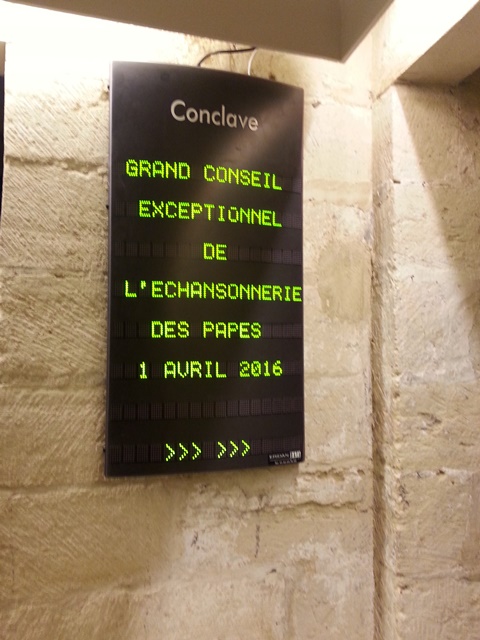 Conclave
GRAND CONSEIL
EXCEPTIONNEL
DE
L'ECHANSONNERIE
DES PAPES
1 AVRIL 2016
>>> >>>